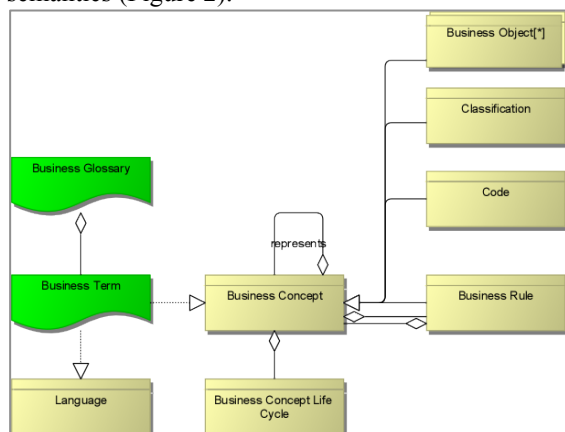 semantics (Figure 2).
Business Object[*]
Classification
Business Glossary
Code
represents
Business Term
Business Concept
Business Rule
Language
Business Concept Life
Cycle